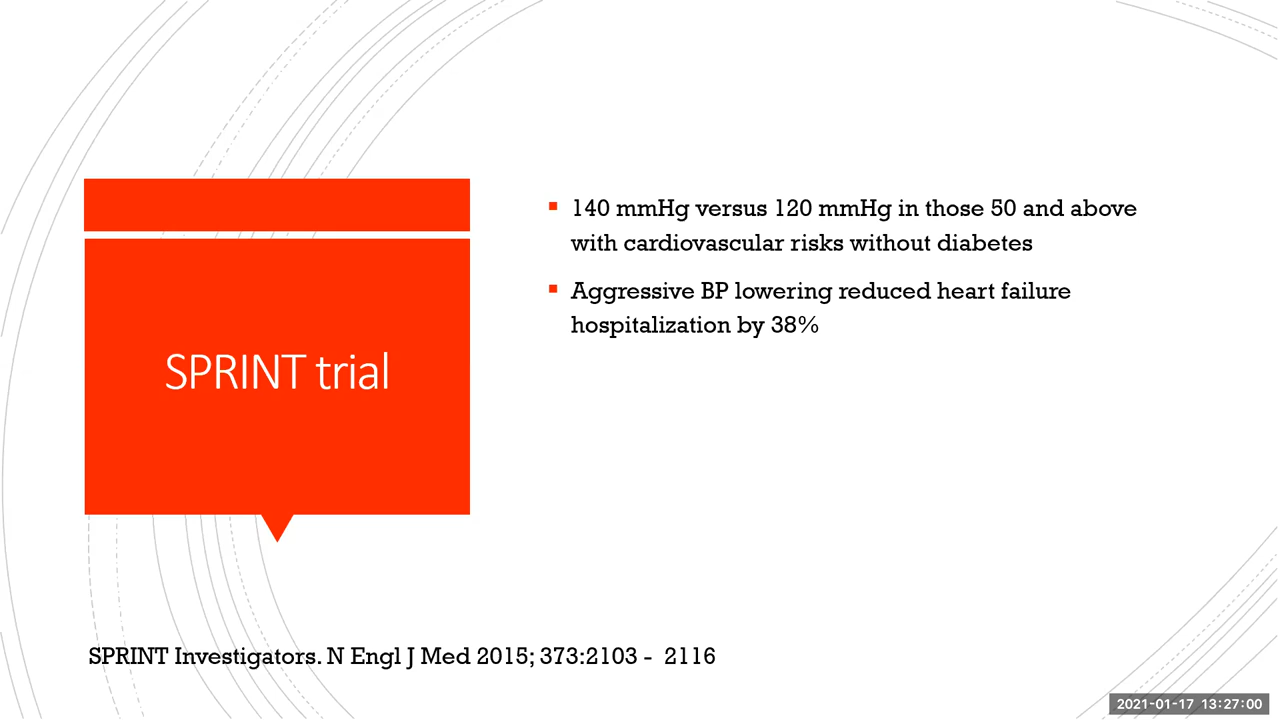 SPRINT trial
▪ 140 mmHg versus 120 mmHg in those 50 and above
with cardiovascular risks without diabetes
▪ Aggressive BP lowering reduced heart failure
hospitalization by 38%
SPRINT Investigators. N Engl J Med 2015; 373:2103 -  2116
2021-01-17 13:27:00